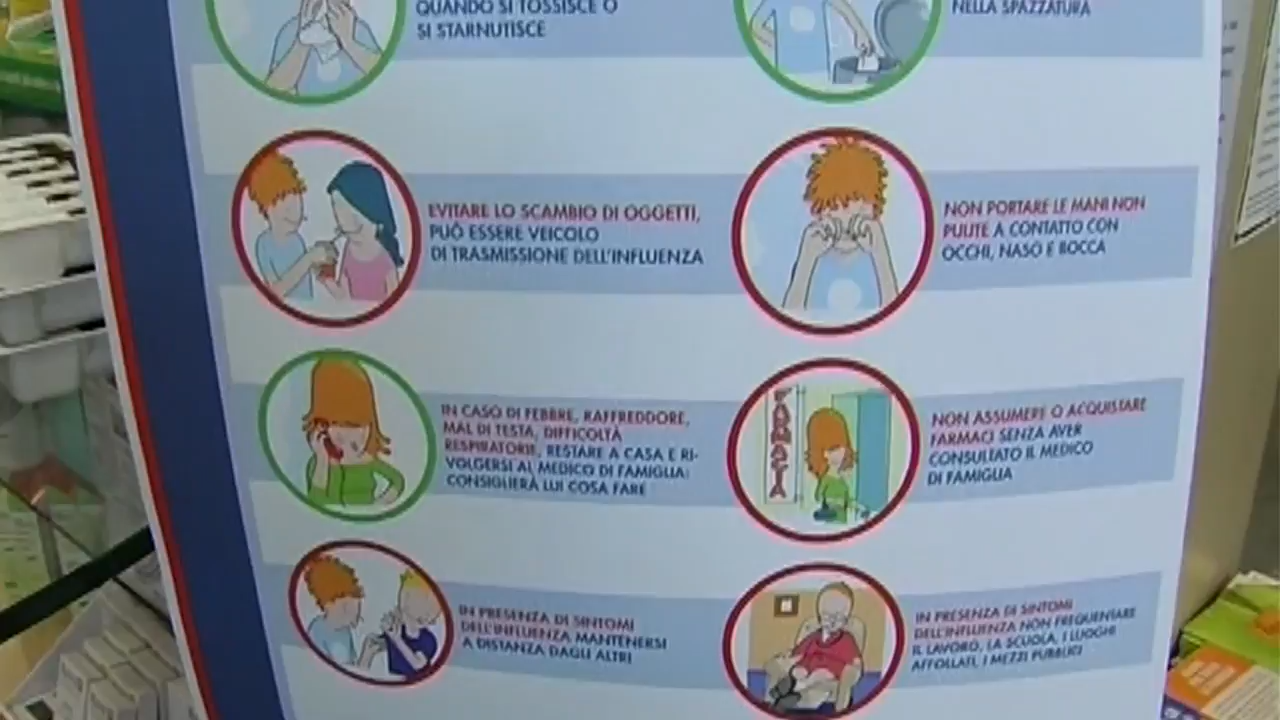 QUANDO SI TOSSISCE O
SI STARNUTISCE
NELLA SPAZZATURA
EVITARE LO SCAMBIO DI OGGETTI,
PUÒ ESSERE VEICOLO
DI TRASMISSIONE DELL'INFLUENZA
NON PORTARE LE MANI NON
PULITE A CONTATTO CON
OCCHI, NASO E BOCCA
IN CASO DI FEBBRE, RAFFREDDORE,
MAL DI TESTA, DIFFICOLTÀ
RESPIRATORIE, RESTARE A CASA E RI-
VOLGERSI AL MEDICO DI FAMIGLIA:
CONSIGLIERÀ LUI COSA FARE
FARMACIA
NON ASSUMERE O ACQUISTARE
FARMACI SENZA AVER
CONSULTATO IL MEDICO
DI FAMIGLIA
IN PRESENZA DI SINTOMI
DELL'INFLUENZA MANTENERSI
A DISTANZA DAGLI ALTRI
IN PRESENZA DI SINTOMI
DELL'INFLUENZA NON FREQUENTARE
IL LAVORO, LA SCUOLA, I LUOGHI
AFFOLLATI, I MEZZI PUBBLICI